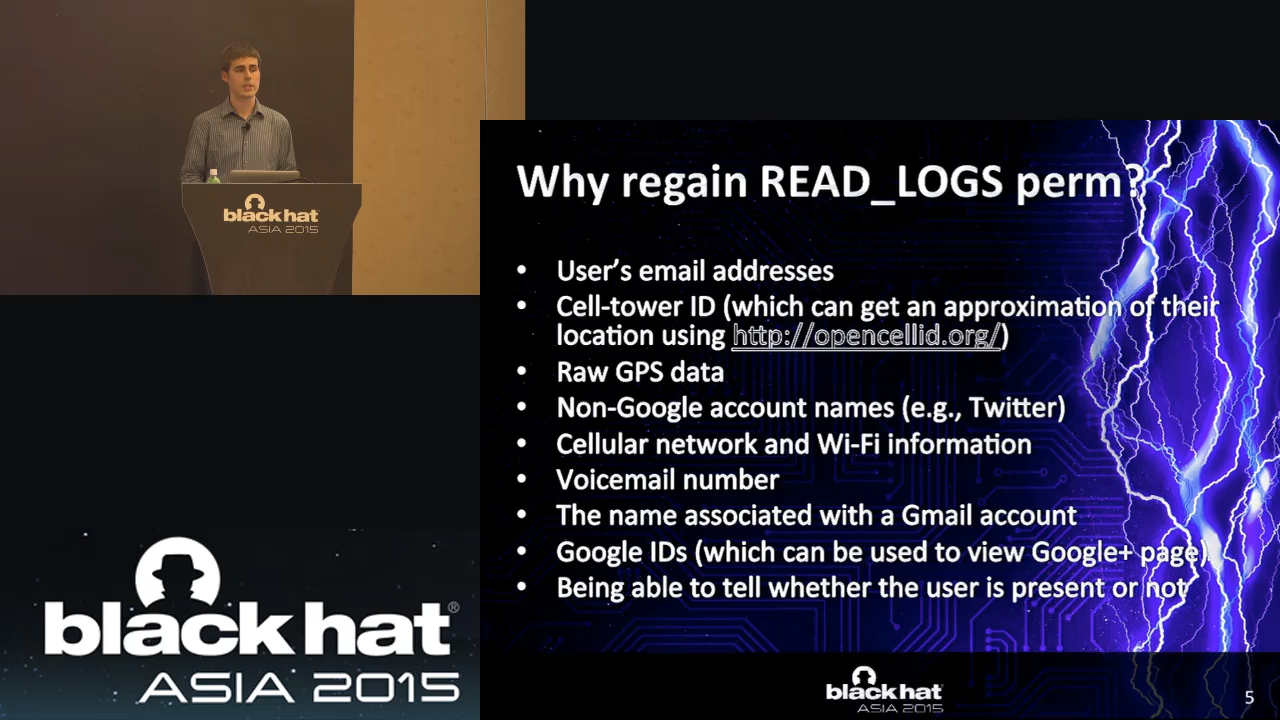 black hat
ASIA 2015
Why regain READ_LOGS perm?
• User's email addresses
• Cell-tower ID (which can get an approximation of their
location using http://opencellid.org/)
• Raw GPS data
• Non-Google account names (e.g., Twitter)
• Cellular network and Wi-Fi information
• Voicemail number
• The name associated with a Gmail account
• Google IDs (which can be used to view Google+ page)
• Being able to tell whether the user is present or not
black hat®
ASIA 2015
black hat
ASIA 2015
5